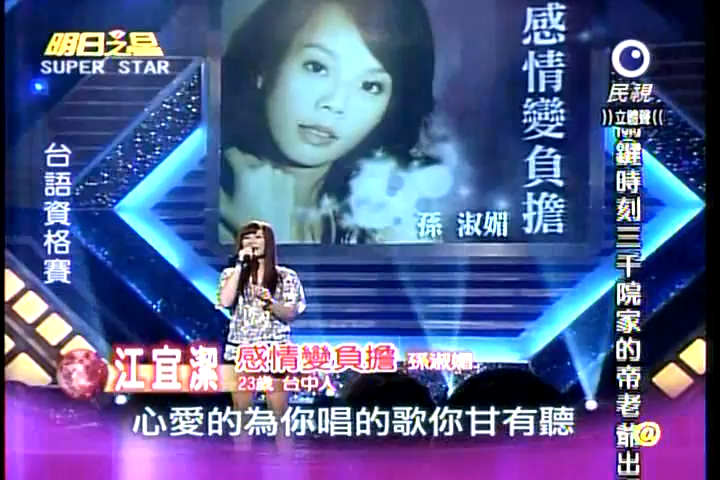 明日之星
SUPER STAR
台語資格賽
感情變負擔
孫淑媚
民視
))立體聲((
鍵時刻三千院家的帝老爺出
江宜潔
感情變負擔 孫淑媚
23歲 台中人
心愛的為你唱的歌你甘有聽
@